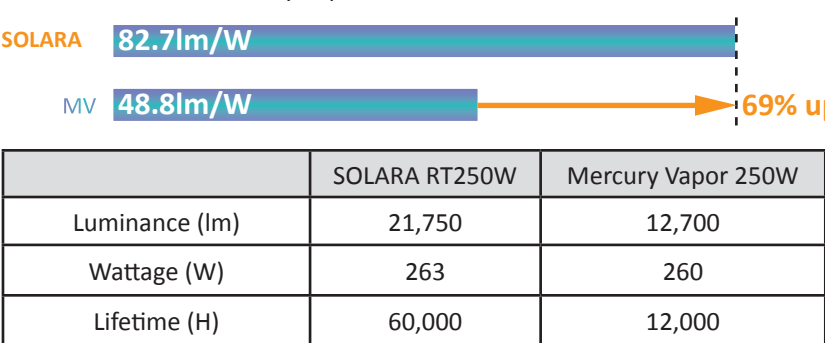 SOLARA 82.7lm/W
MV 48.8lm/W 69% up
SOLARA RT250W Mercury Vapor 250W
Luminance (lm) 21,750 12,700
Wattage (W) 263 260
Lifetime (H) 60,000 12,000